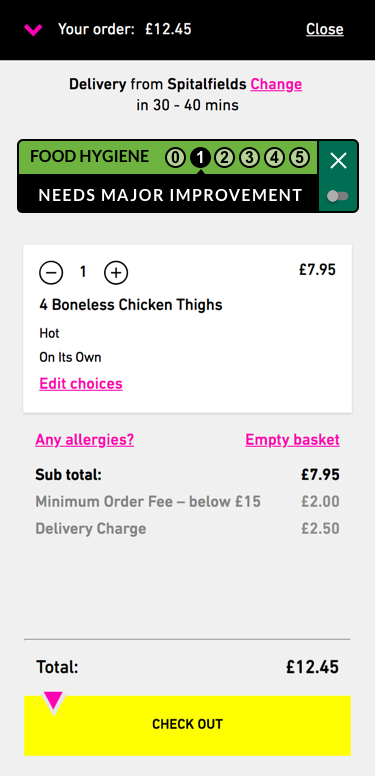 Your order: £12.45 Close
Delivery from Spitalfields Change
in 30 - 40 mins
FOOD HYGIENE 0 1 2 3 4 5
NEEDS MAJOR IMPROVEMENT
1 £7.95
4 Boneless Chicken Thighs
Hot
On Its Own
Edit choices
Any allergies? Empty basket
Sub total: £7.95
Minimum Order Fee – below £15 £2.00
Delivery Charge £2.50
Total: £12.45
CHECK OUT